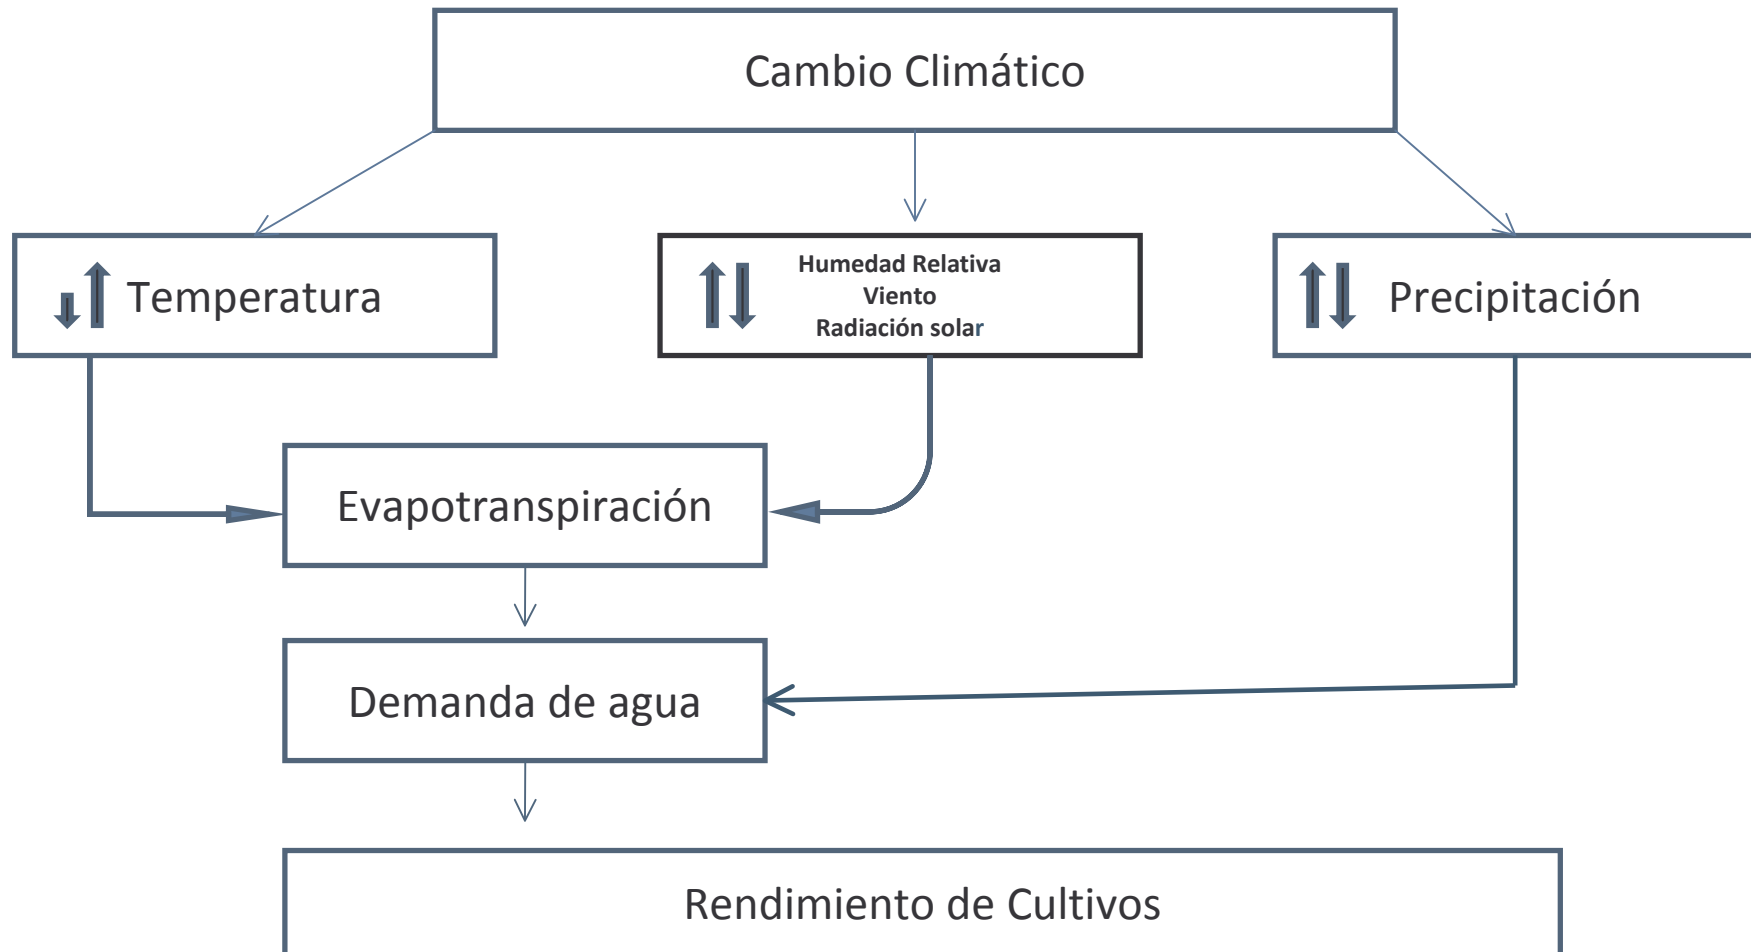 Cambio Climático
Temperatura
Humedad Relativa
Viento
Radiación solar
Precipitación
Evapotranspiración
Demanda de agua
Rendimiento de Cultivos